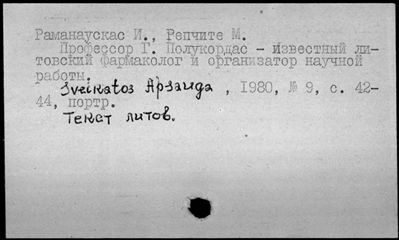 Раманаускас И., Репчите М.
Профессор Г. Полукордас - известный ли-
товский фармаколог и организатор научной
работы.
Sveikatos Apsauga, 1980, № 9, с. 42-
44, портр.
Текст литов.